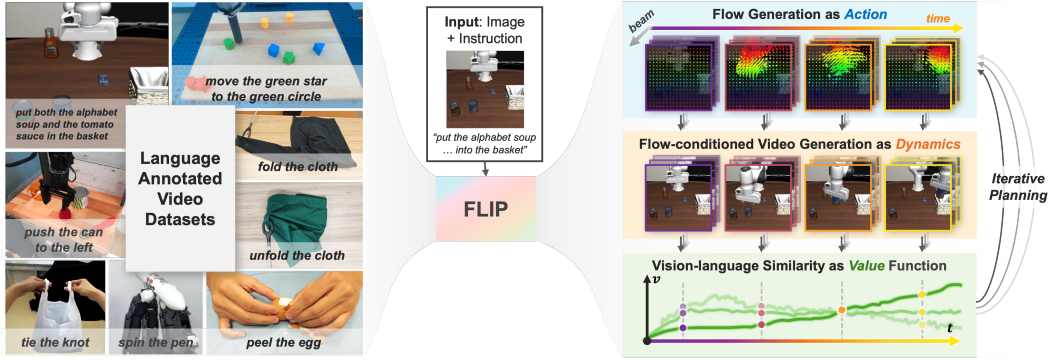 put both the alphabet
soup and the tomato
sauce in the basket
move the green star
to the green circle
fold the cloth
Language
Annotated
Video
Datasets
push the can
to the left
unfold the cloth
tie the knot
spin the pen
peel the egg
Input: Image
+ Instruction
"put the alphabet soup
… into the basket"
FLIP
beam
Flow Generation as Action
time
Flow-conditioned Video Generation as Dynamics
Iterative
Planning
Vision-language Similarity as Value Function
v
t